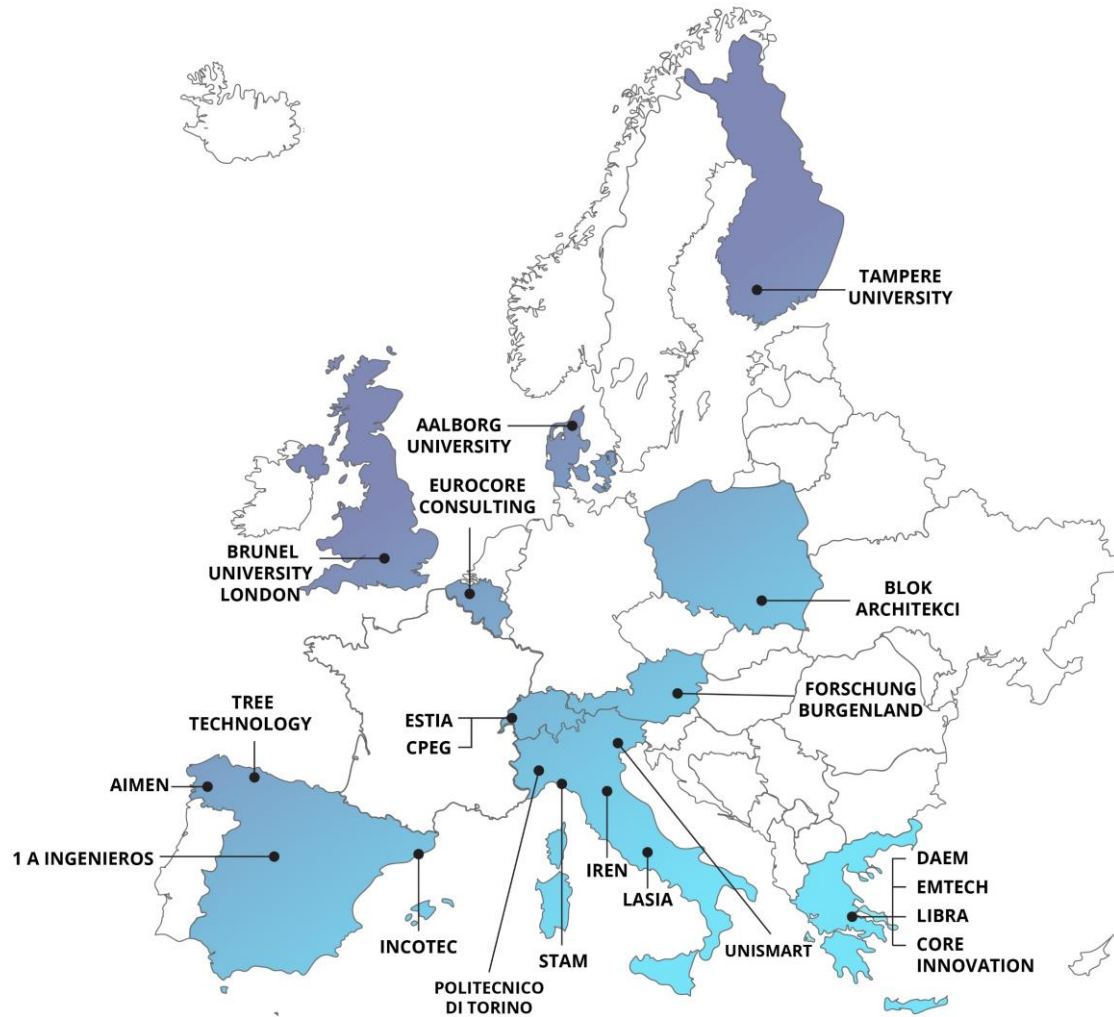 TAMPERE
UNIVERSITY
AALBORG
UNIVERSITY
EUROCORE
CONSULTING
BRUNEL
UNIVERSITY
LONDON
BLOK
ARCHITEKCI
FORSCHUNG
BURGENLAND
TREE
TECHNOLOGY
ESTIA
CPEG
AIMEN
1 A INGENIEROS
INCOTEC
POLITECNICO
DI TORINO
STAM
IREN
LASIA
UNISMART
DAEM
EMTECH
LIBRA
CORE
INNOVATION